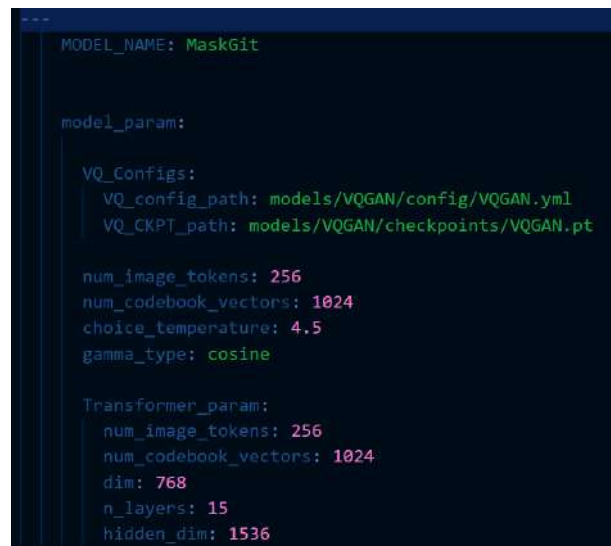 ---
MODEL_NAME: MaskGit
model_param:
VQ_Configs:
VQ_config_path: models/VQGAN/config/VQGAN.yml
VQ_CKPT_path: models/VQGAN/checkpoints/VQGAN.pt
num_image_tokens: 256
num_codebook_vectors: 1024
choice_temperature: 4.5
gamma_type: cosine
Transformer_param:
num_image_tokens: 256
num_codebook_vectors: 1024
dim: 768
n_layers: 15
hidden_dim: 1536